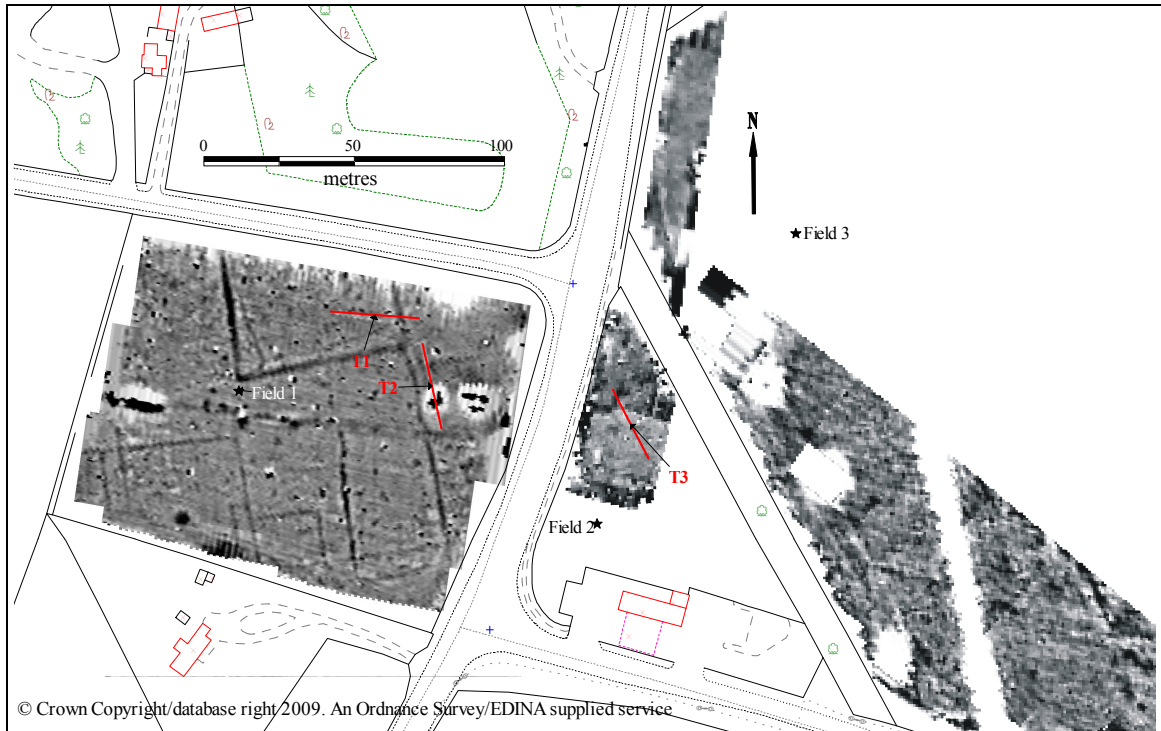 N
0 50 100
metres
Field 3
T1
T2
Field 1
T3
Field 2
© Crown Copyright/database right 2009. An Ordnance Survey/EDINA supplied service